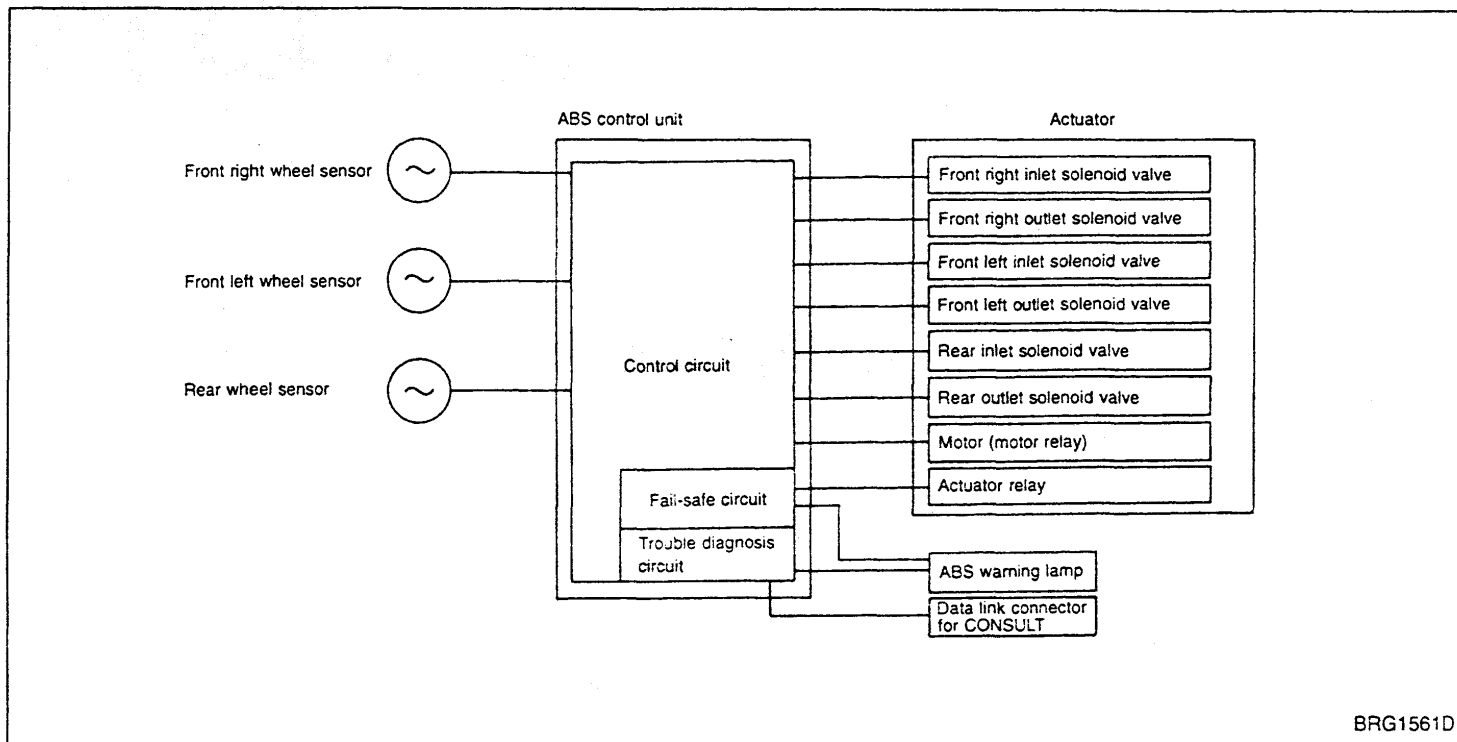 ABS control unit
Actuator
Front right wheel sensor
Front left wheel sensor
Rear wheel sensor
Control circuit
Fail-safe circuit
Trouble diagnosis
circuit
Front right inlet solenoid valve
Front right outlet solenoid valve
Front left inlet solenoid valve
Front left outlet solenoid valve
Rear inlet solenoid valve
Rear outlet solenoid valve
Motor (motor relay)
Actuator relay
ABS warning lamp
Data link connector
for CONSULT
BRG1561D